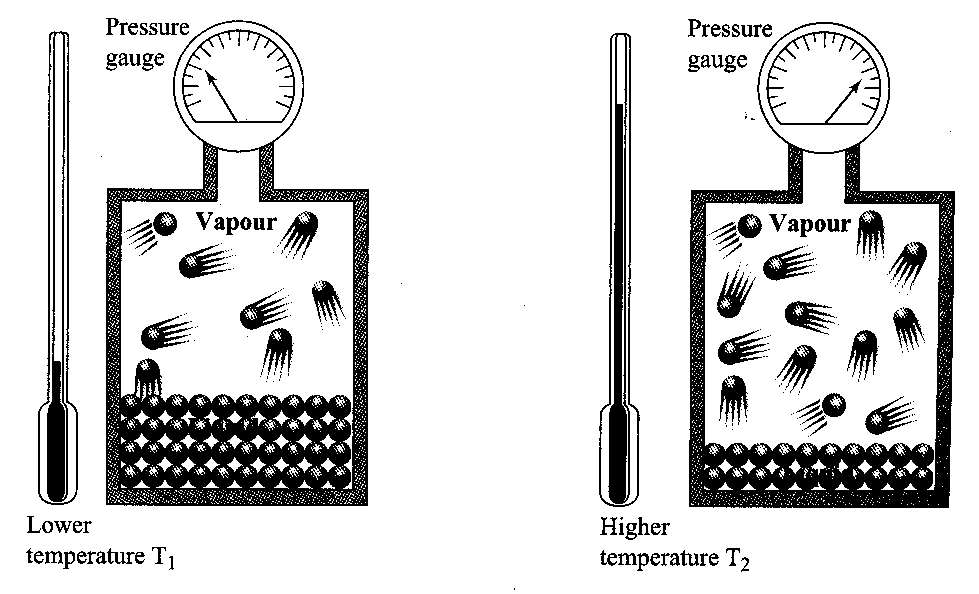 Pressure
gauge
Vapour
Lower
temperature T₁
Pressure
gauge
Vapour
Higher
temperature T₂